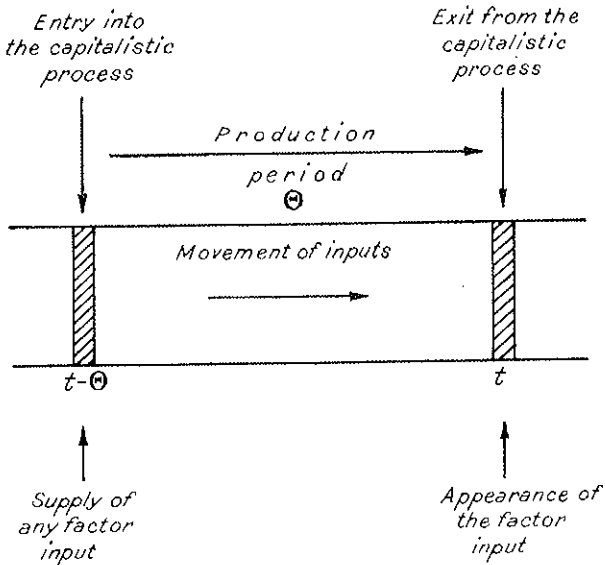 Entry into
the capitalistic
process
Exit from the
capitalistic
process
Production
period
Θ
Movement of inputs
t-Θ
t
Supply of
any factor
input
Appearance of
the factor
input